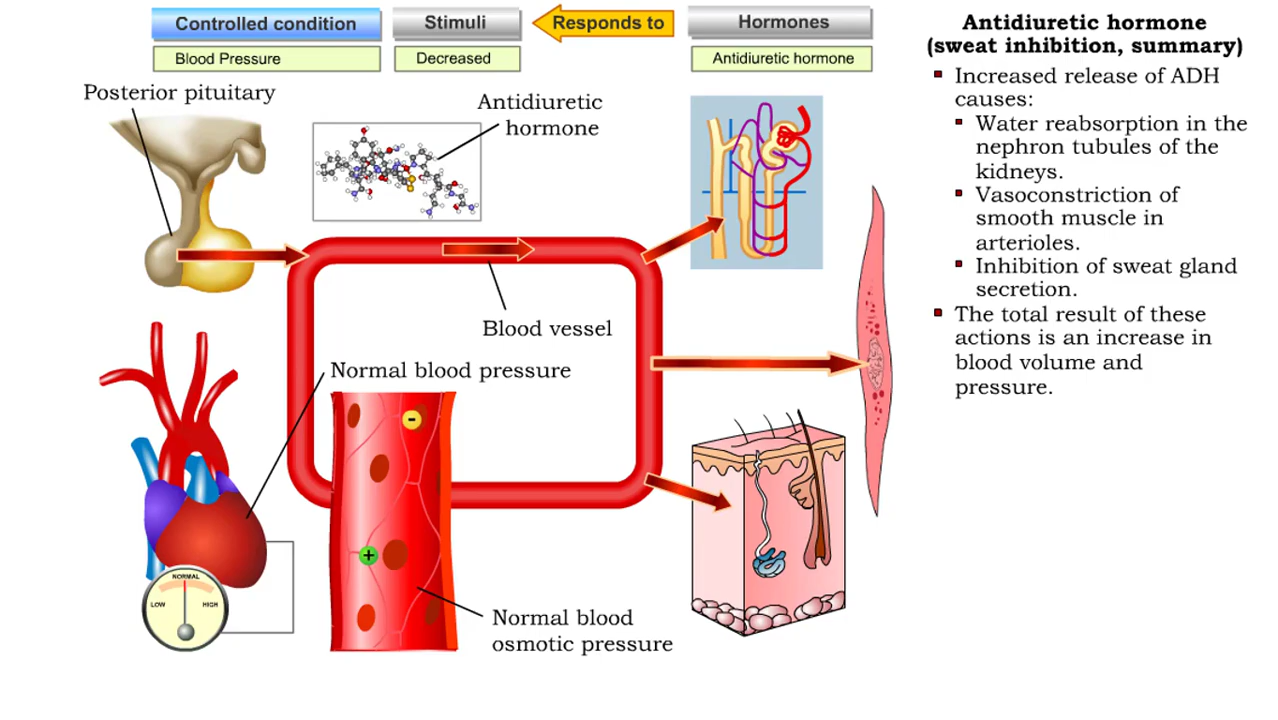 Controlled condition
Stimuli
Responds to
Hormones
Blood Pressure
Decreased
Antidiuretic hormone
Posterior pituitary
Antidiuretic
hormone
Blood vessel
Normal blood pressure
NORMAL
LOW
HIGH
Normal blood
osmotic pressure
-
+
Antidiuretic hormone
(sweat inhibition, summary)
Increased release of ADH
causes:
Water reabsorption in the
nephron tubules of the
kidneys.
Vasoconstriction of
smooth muscle in
arterioles.
Inhibition of sweat gland
secretion.
The total result of these
actions is an increase in
blood volume and
pressure.